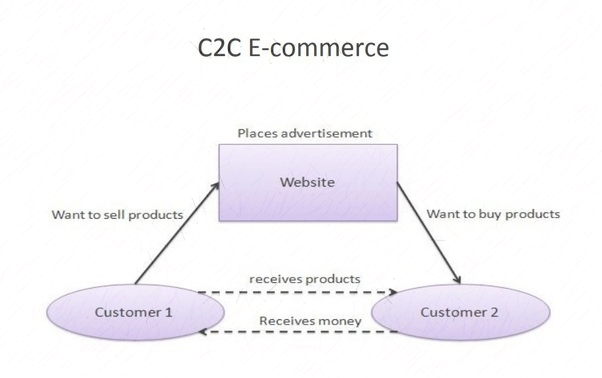 C2C E-commerce
Places advertisement
Website
Want to sell products
Want to buy products
receives products
Customer 1
Customer 2
Receives money